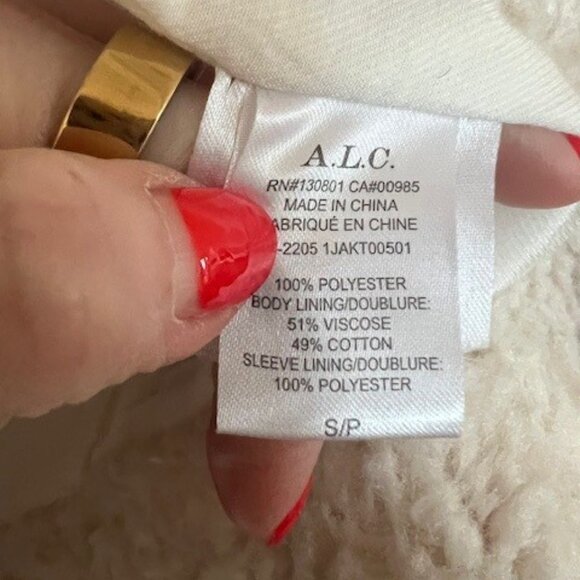 A.L.C.
RN#130801 CA#00985
MADE IN CHINA
ABRIQUÉ EN CHINE
-2205 1JAKT00501
100% POLYESTER
BODY LINING/DOUBLURE:
51% VISCOSE
49% COTTON
SLEEVE LINING/DOUBLURE:
100% POLYESTER
S/P